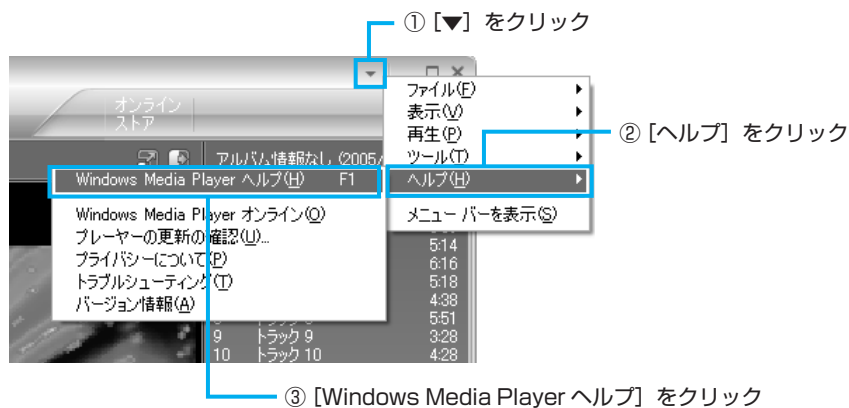 ① [▼] をクリック
オンライン
ストア
アルバム情報なし (2005/
ファイル(F)
表示(V)
再生(P)
ツール(T)
ヘルプ(H)
メニュー バーを表示(S)
② [ヘルプ] をクリック
Windows Media Player ヘルプ(H) F1
Windows Media Player オンライン(O)
プレーヤーの更新の確認(U)...
プライバシーについて(P)
トラブルシューティング(T)
バージョン情報(A)
5:14
6:16
5:18
4:38
5:51
9 トラック 9 3:28
10 トラック 10 4:28
③ [Windows Media Player ヘルプ] をクリック